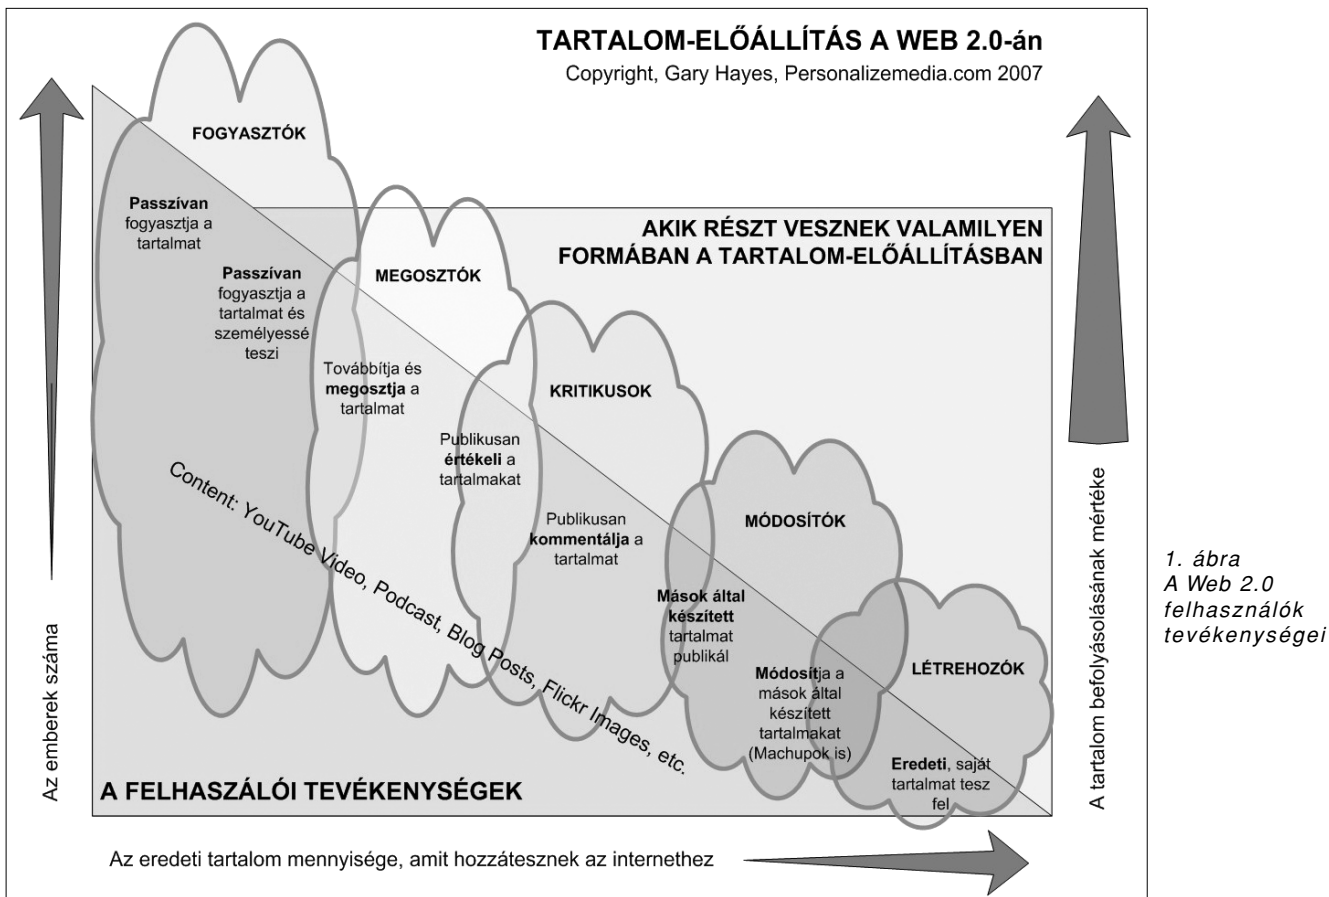 TARTALOM-ELŐÁLLÍTÁS A WEB 2.0-án
Copyright, Gary Hayes, Personalizemedia.com 2007
FOGYASZTÓK
Passzívan
fogyasztja a
tartalmat
Passzívan
fogyasztja a
tartalmat és
személyessé
teszi
AKIK RÉSZT VESZNEK VALAMILYEN
FORMÁBAN A TARTALOM-ELŐÁLLÍTÁSBAN
MEGOSZTÓK
Továbbítja és
megosztja a
tartalmat
KRITIKUSOK
Publikusan
értékeli a
tartalmakat
Publikusan
kommentálja a
tartalmat
MÓDOSÍTÓK
Mások által
készített
tartalmat
publikál
Módosítja a
mások által
készített
tartalmakat
(Machupok is)
LÉTREHOZÓK
Eredeti, saját
tartalmat tesz
fel
Content: YouTube Video, Podcast, Blog Posts, Flickr Images, etc.
A FELHASZÁLÓI TEVÉKENYSÉGEK
Az emberek száma
A tartalom befolyásolásának mértéke
Az eredeti tartalom mennyisége, amit hozzátesznek az internethez
1. ábra
A Web 2.0
felhasználók
tevékenységei